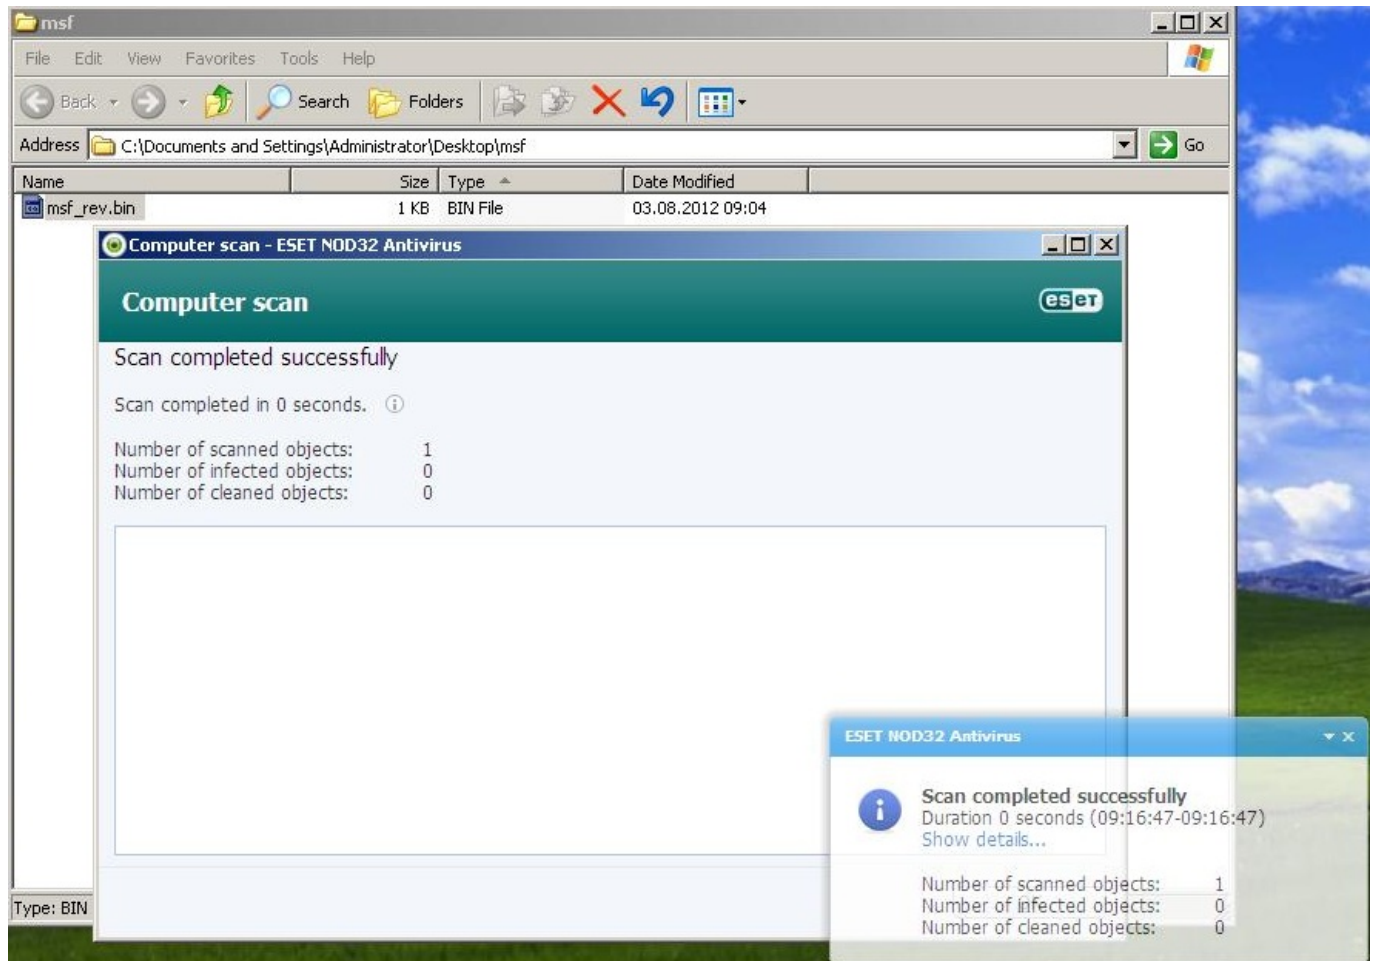 msf
File Edit View Favorites Tools Help
Back Search Folders
Address C:\Documents and Settings\Administrator\Desktop\msf Go
Name Size Type Date Modified
msf_rev.bin 1 KB BIN File 03.08.2012 09:04
Computer scan - ESET NOD32 Antivirus
Computer scan eseT
Scan completed successfully
Scan completed in 0 seconds.
Number of scanned objects: 1
Number of infected objects: 0
Number of cleaned objects: 0
ESET NOD32 Antivirus
Scan completed successfully
Duration 0 seconds (09:16:47-09:16:47)
Show details...
Number of scanned objects: 1
Number of infected objects: 0
Number of cleaned objects: 0
Type: BIN